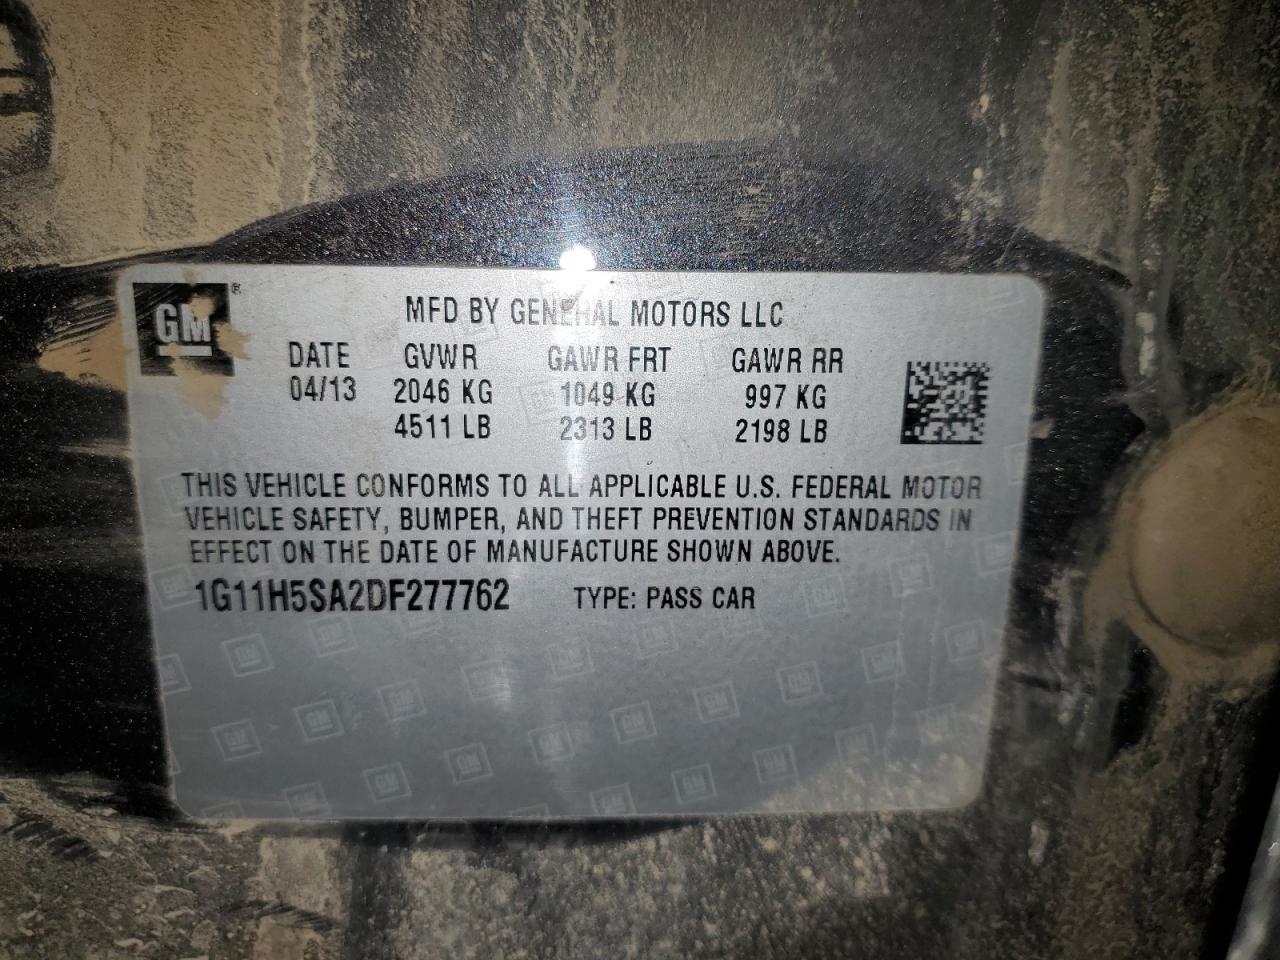 GM®
MFD BY GENERAL MOTORS LLC
DATE GVWR GAWR FRT GAWR RR
04/13 2046 KG 1049 KG 997 KG
4511 LB 2313 LB 2198 LB
THIS VEHICLE CONFORMS TO ALL APPLICABLE U.S. FEDERAL MOTOR
VEHICLE SAFETY, BUMPER, AND THEFT PREVENTION STANDARDS IN
EFFECT ON THE DATE OF MANUFACTURE SHOWN ABOVE.
1G11H5SA2DF277762 TYPE: PASS CAR